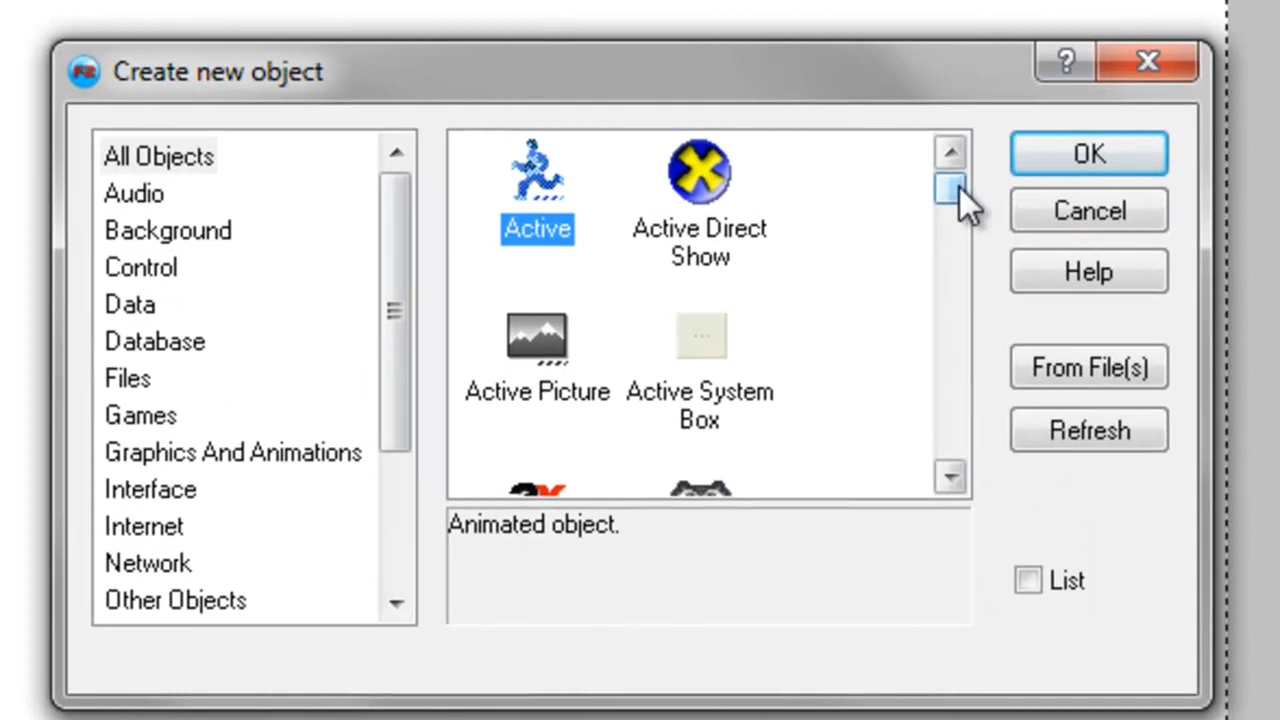 Create new object
?
All Objects
Audio
Background
Control
Data
Database
Files
Games
Graphics And Animations
Interface
Internet
Network
Other Objects
Active
Active Direct
Show
Active Picture
Active System
Box
Animated object.
OK
Cancel
Help
From File(s)
Refresh
List